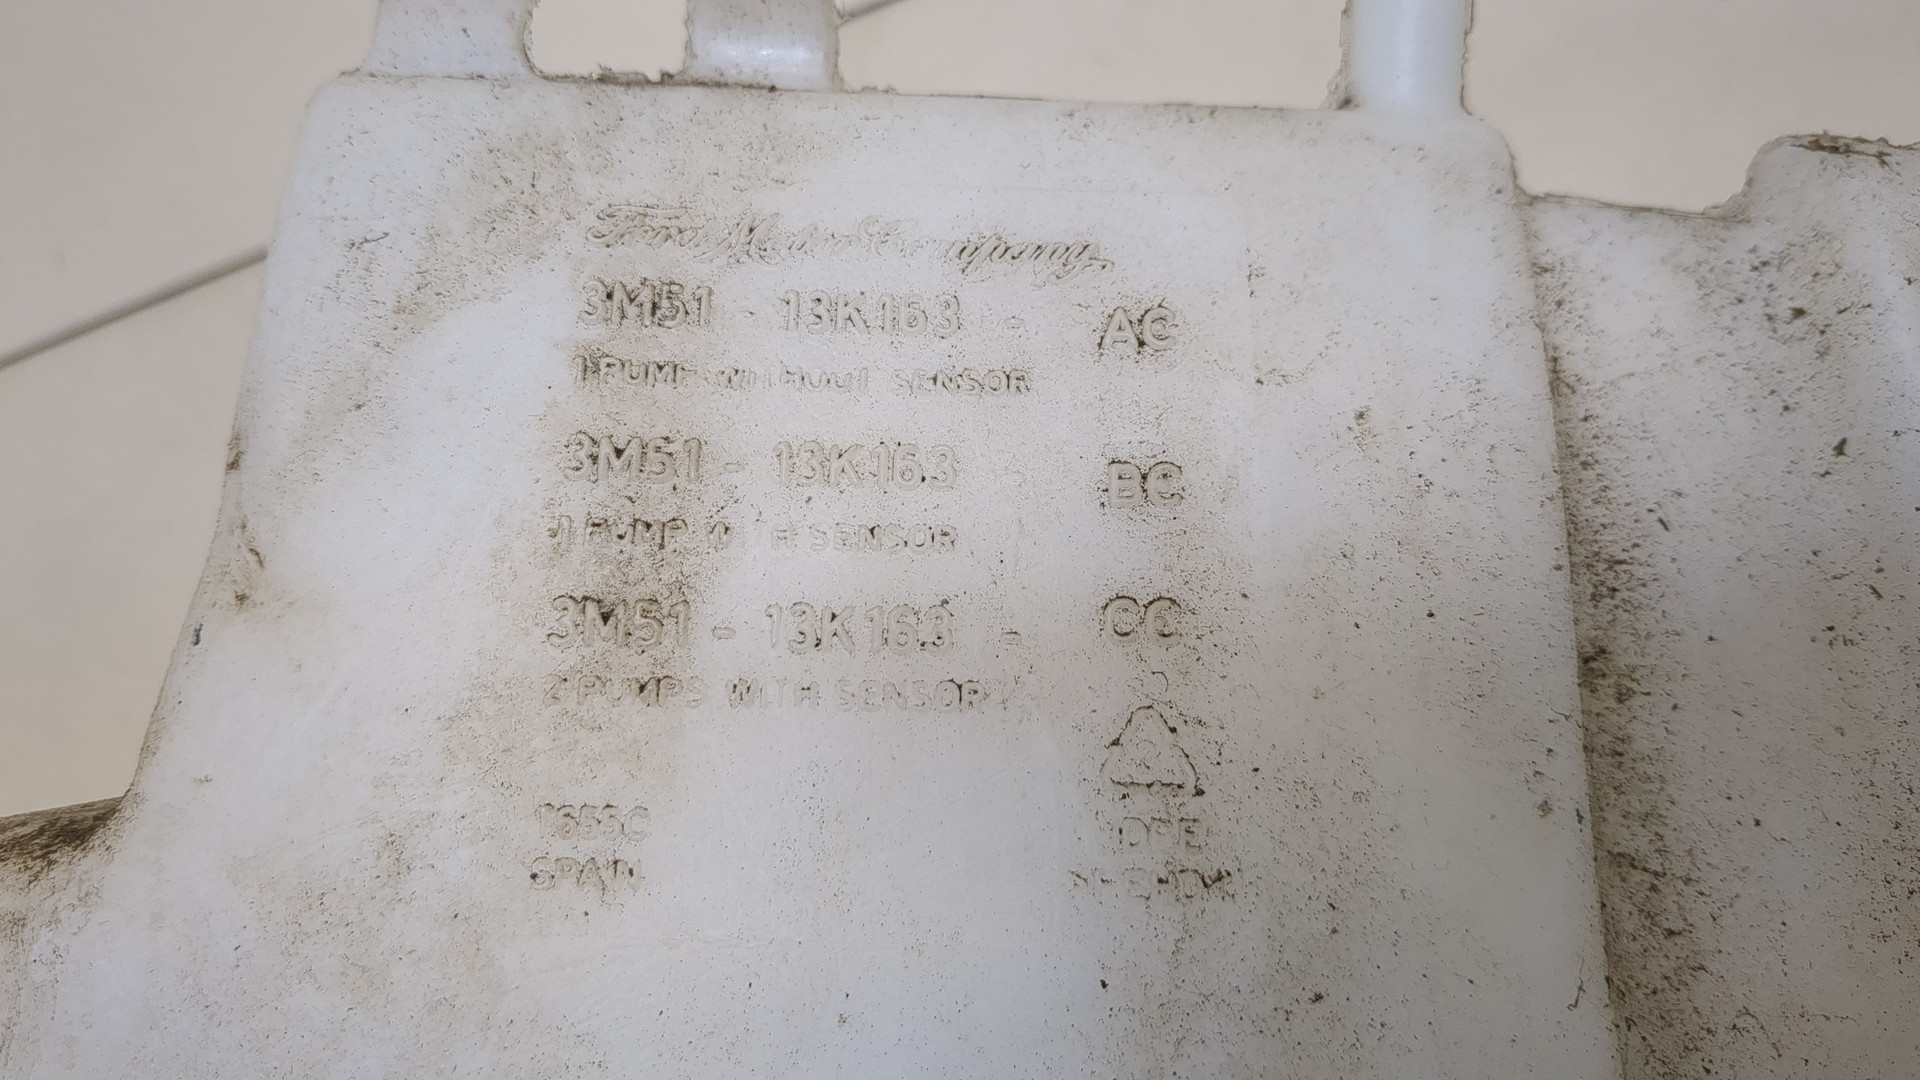 Ford Motor Company
3M51 - 13K163 - AC
1 PUMP WITHOUT SENSOR
3M51 - 13K163 BC
1 PUMP WITH SENSOR
3M51 - 13K163 - CC
2 PUMPS WITH SENSOR
1655C
SPAIN